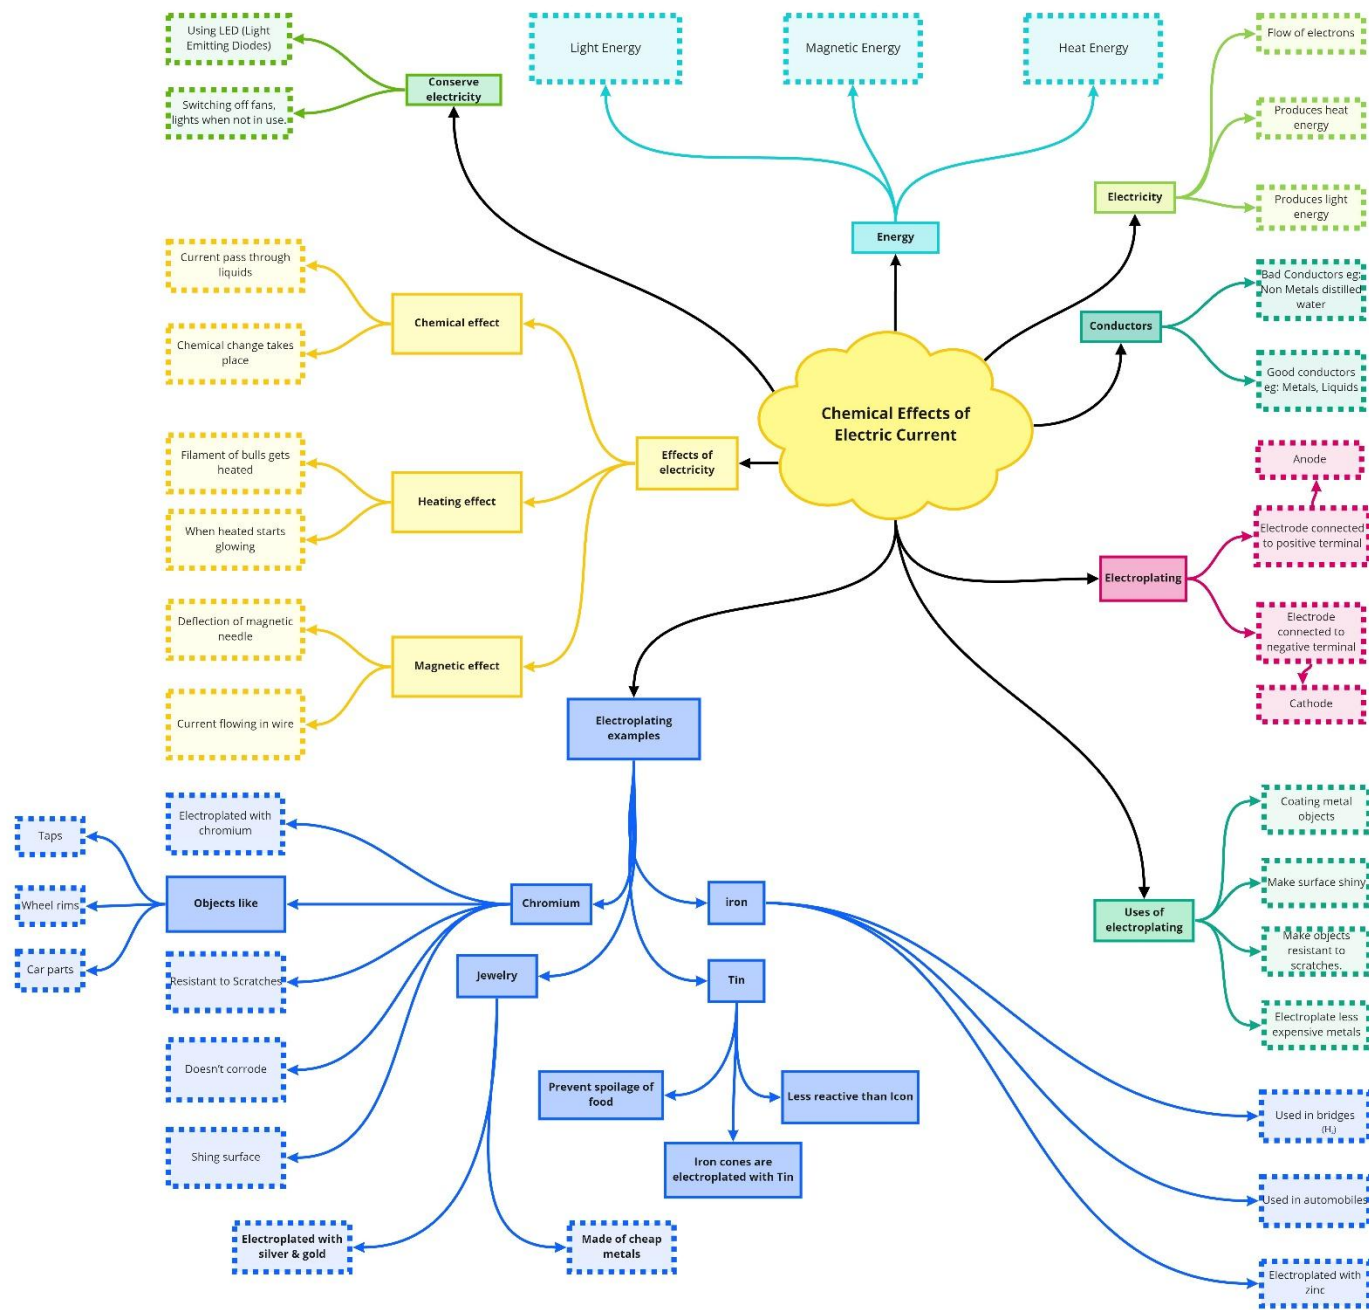 Using LED (Light
Emitting Diodes)
Switching off fans,
lights when not in use.
Conserve
electricity
Light Energy
Magnetic Energy
Heat Energy
Energy
Flow of electrons
Produces heat
energy
Produces light
energy
Electricity
Bad Conductors eg:
Non Metals distilled
water
Good conductors
eg: Metals, Liquids
Conductors
Chemical Effects of
Electric Current
Current pass through
liquids
Chemical change takes
place
Chemical effect
Effects of
electricity
Filament of bulls gets
heated
When heated starts
glowing
Heating effect
Deflection of magnetic
needle
Current flowing in wire
Magnetic effect
Anode
Electrode connected
to positive terminal
Electroplating
Electrode
connected to
negative terminal
Cathode
Electroplating
examples
Electroplated with
chromium
Taps
Wheel rims
Car parts
Objects like
Chromium
Resistant to Scratches
Doesn't corrode
Shing surface
Jewelry
Electroplated with
silver & gold
Made of cheap
metals
iron
Tin
Prevent spoilage of
food
Less reactive than Icon
Iron cones are
electroplated with Tin
Uses of
electroplating
Coating metal
objects
Make surface shiny
Make objects
resistant to
scratches.
Electroplate less
expensive metals
Used in bridges
(H₂)
Used in automobiles
Electroplated with
zinc